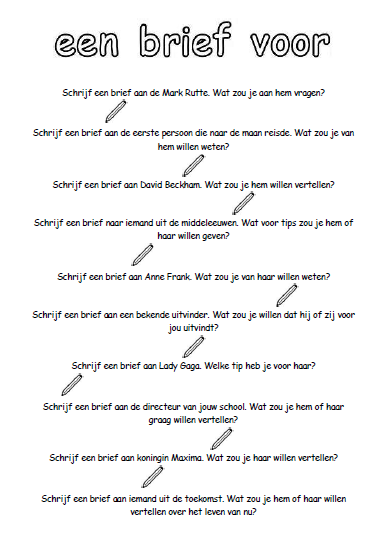 een brief voor
Schrijf een brief aan de Mark Rutte. Wat zou je aan hem vragen?
Schrijf een brief aan de eerste persoon die naar de maan reisde. Wat zou je van
hem willen weten?
Schrijf een brief aan David Beckham. Wat zou je hem willen vertellen?
Schrijf een brief naar iemand uit de middeleeuwen. Wat voor tips zou je hem of
haar willen geven?
Schrijf een brief aan Anne Frank. Wat zou je van haar willen weten?
Schrijf een brief aan een bekende uitvinder. Wat zou je willen dat hij of zij voor
jou uitvindt?
Schrijf een brief aan Lady Gaga. Welke tip heb je voor haar?
Schrijf een brief aan de directeur van jouw school. Wat zou je hem of haar
graag willen vertellen?
Schrijf een brief aan koningin Maxima. Wat zou je haar willen vertellen?
Schrijf een brief aan iemand uit de toekomst. Wat zou je hem of haar willen
vertellen over het leven van nu?